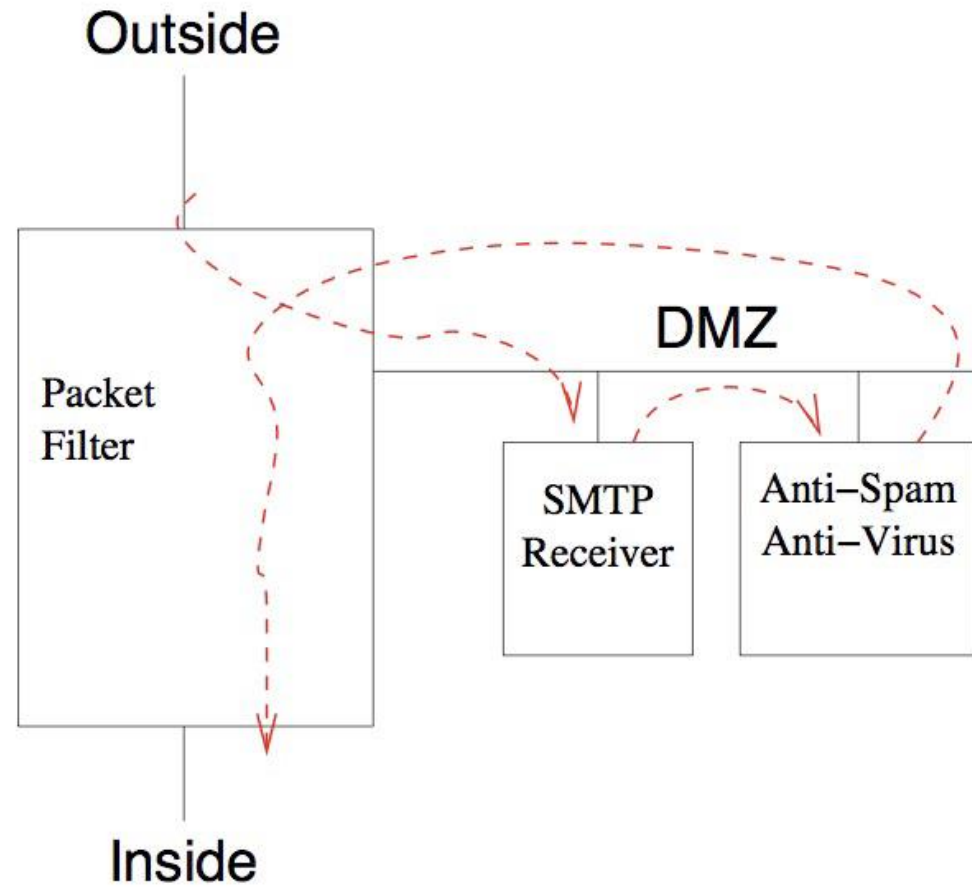 Outside
DMZ
Packet
Filter
SMTP
Receiver
Anti–Spam
Anti–Virus
Inside